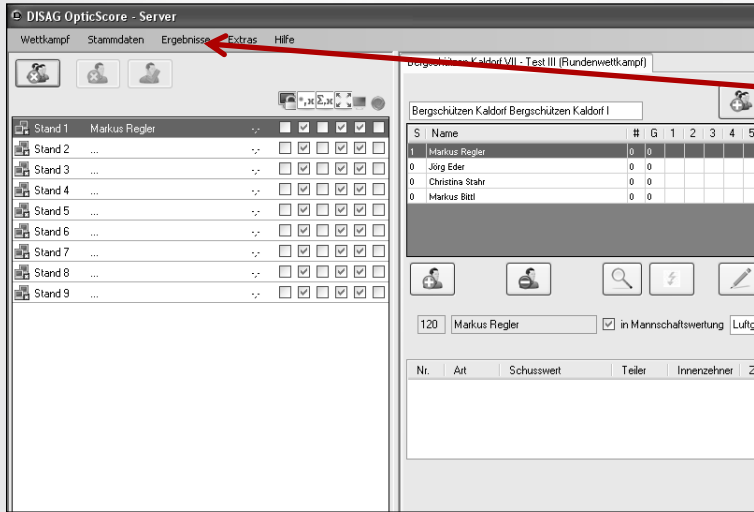 DISAG OpticScore - Server
Wettkampf Stammdaten Ergebnisse Extras Hilfe
Bergschützen Kaldorf VII - Test III (Rundenwettkampf)
*,x Σ,x
Bergschützen Kaldorf Bergschützen Kaldorf I
S Name # G 1 2 3 4 5
1 Markus Regler 0 0
0 Jörg Eder 0 0
0 Christina Stahr 0 0
0 Markus Bittl 0 0
Stand 1 Markus Regler -,-
Stand 2 ... -,-
Stand 3 ... -,-
Stand 4 ... -,-
Stand 5 ... -,-
Stand 6 ... -,-
Stand 7 ... -,-
Stand 8 ... -,-
Stand 9 ... -,-
120 Markus Regler in Mannschaftswertung Luftg
Nr. Art Schusswert Teiler Innenzehner Z